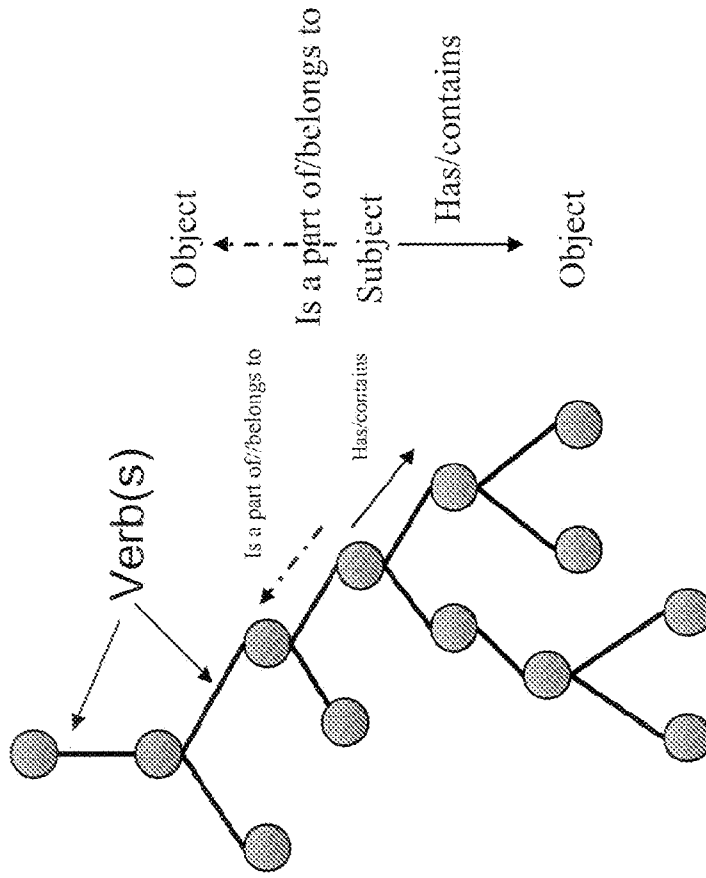 Verb(s)
Is a part of//belongs to
Has/contains
Object
Is a part of/belongs to
Subject
Has/contains
Object